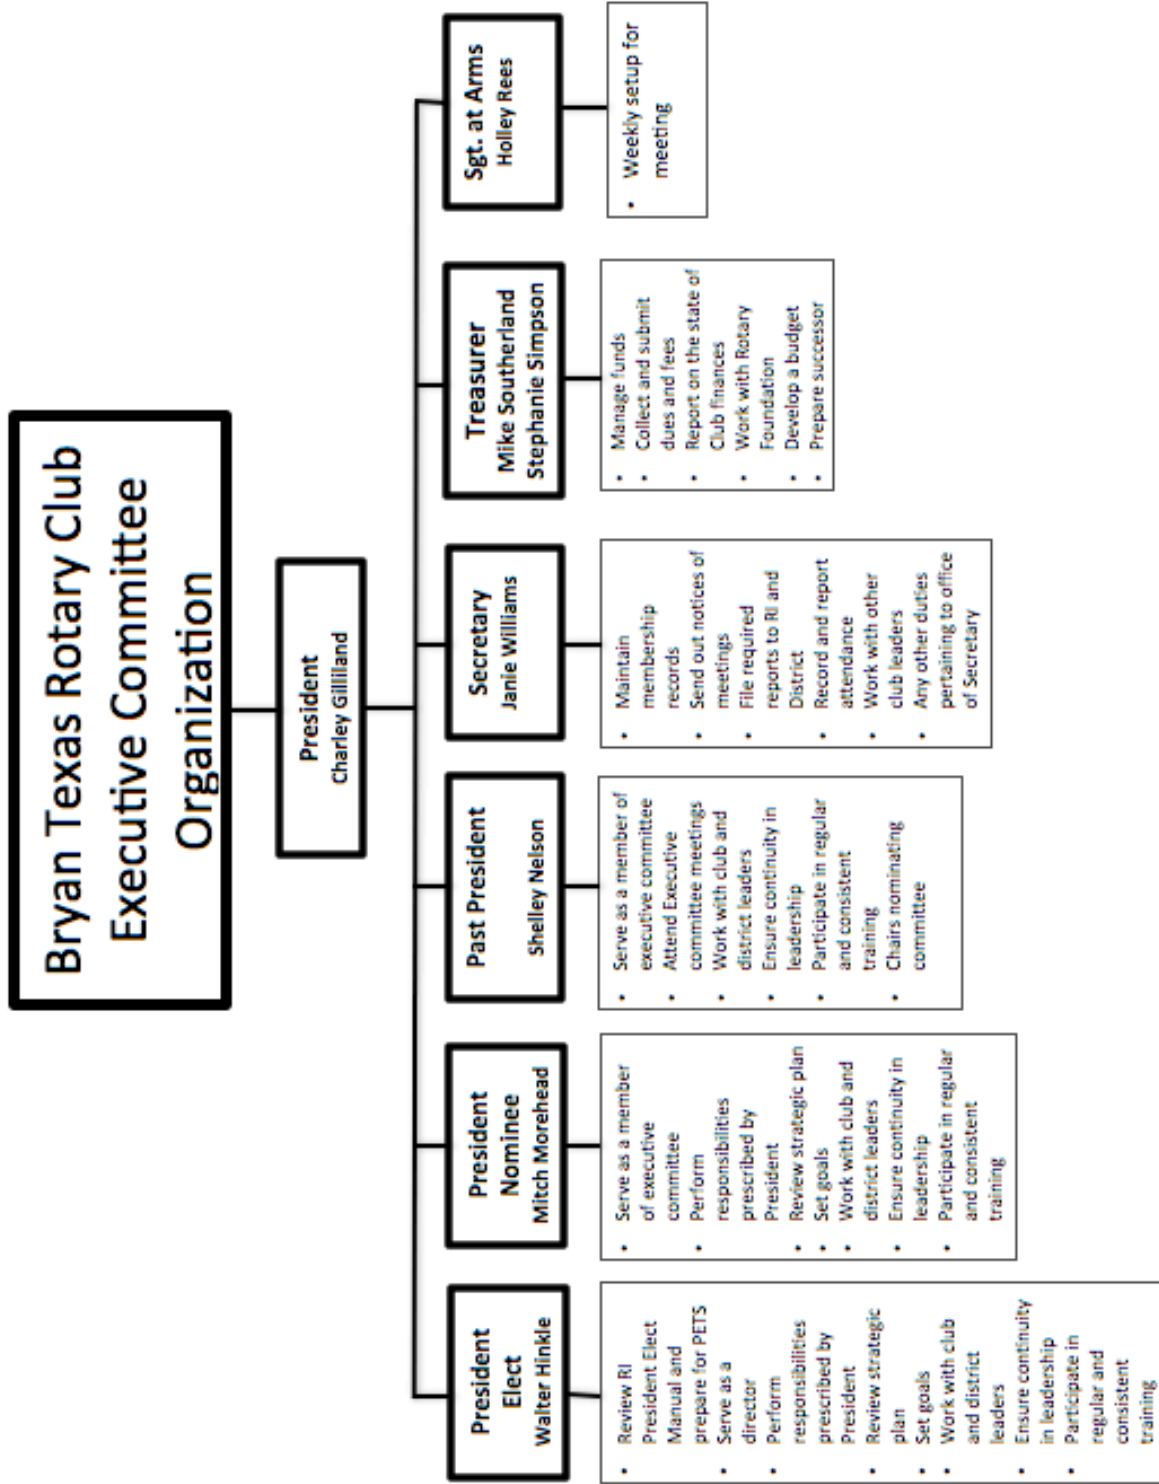 Bryan Texas Rotary Club
Executive Committee
Organization
President
Charley Gilliland
President
Elect
Walter Hinkle
• Review RI
President Elect
Manual and
prepare for PETS
• Serve as a
director
• Perform
responsibilities
prescribed by
President
• Review strategic
plan
• Set goals
• Work with club
and district
leaders
• Ensure continuity
in leadership
• Participate in
regular and
consistent
training
President
Nominee
Mitch Morehead
• Serve as a member
of executive
committee
• Perform
responsibilities
prescribed by
President
• Review strategic plan
• Set goals
• Work with club and
district leaders
• Ensure continuity in
leadership
• Participate in regular
and consistent
training
Past President
Shelley Nelson
• Serve as a member of
executive committee
• Attend Executive
committee meetings
• Work with club and
district leaders
• Ensure continuity in
leadership
• Participate in regular
and consistent
training
• Chairs nominating
committee
Secretary
Janie Williams
• Maintain
membership
records
• Send out notices of
meetings
• File required
reports to RI and
District
• Record and report
attendance
• Work with other
club leaders
• Any other duties
pertaining to office
of Secretary
Treasurer
Mike Southerland
Stephanie Simpson
• Manage funds
• Collect and submit
dues and fees
• Report on the state of
Club finances
• Work with Rotary
Foundation
• Develop a budget
• Prepare successor
Sgt. at Arms
Holley Rees
• Weekly setup for
meeting